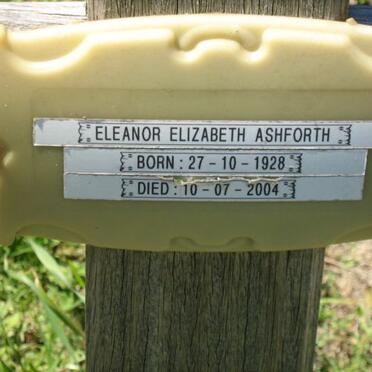 ELEANOR ELIZABETH ASHFORTH
BORN : 27 - 10 - 1928
DIED : 10 - 07 - 2004